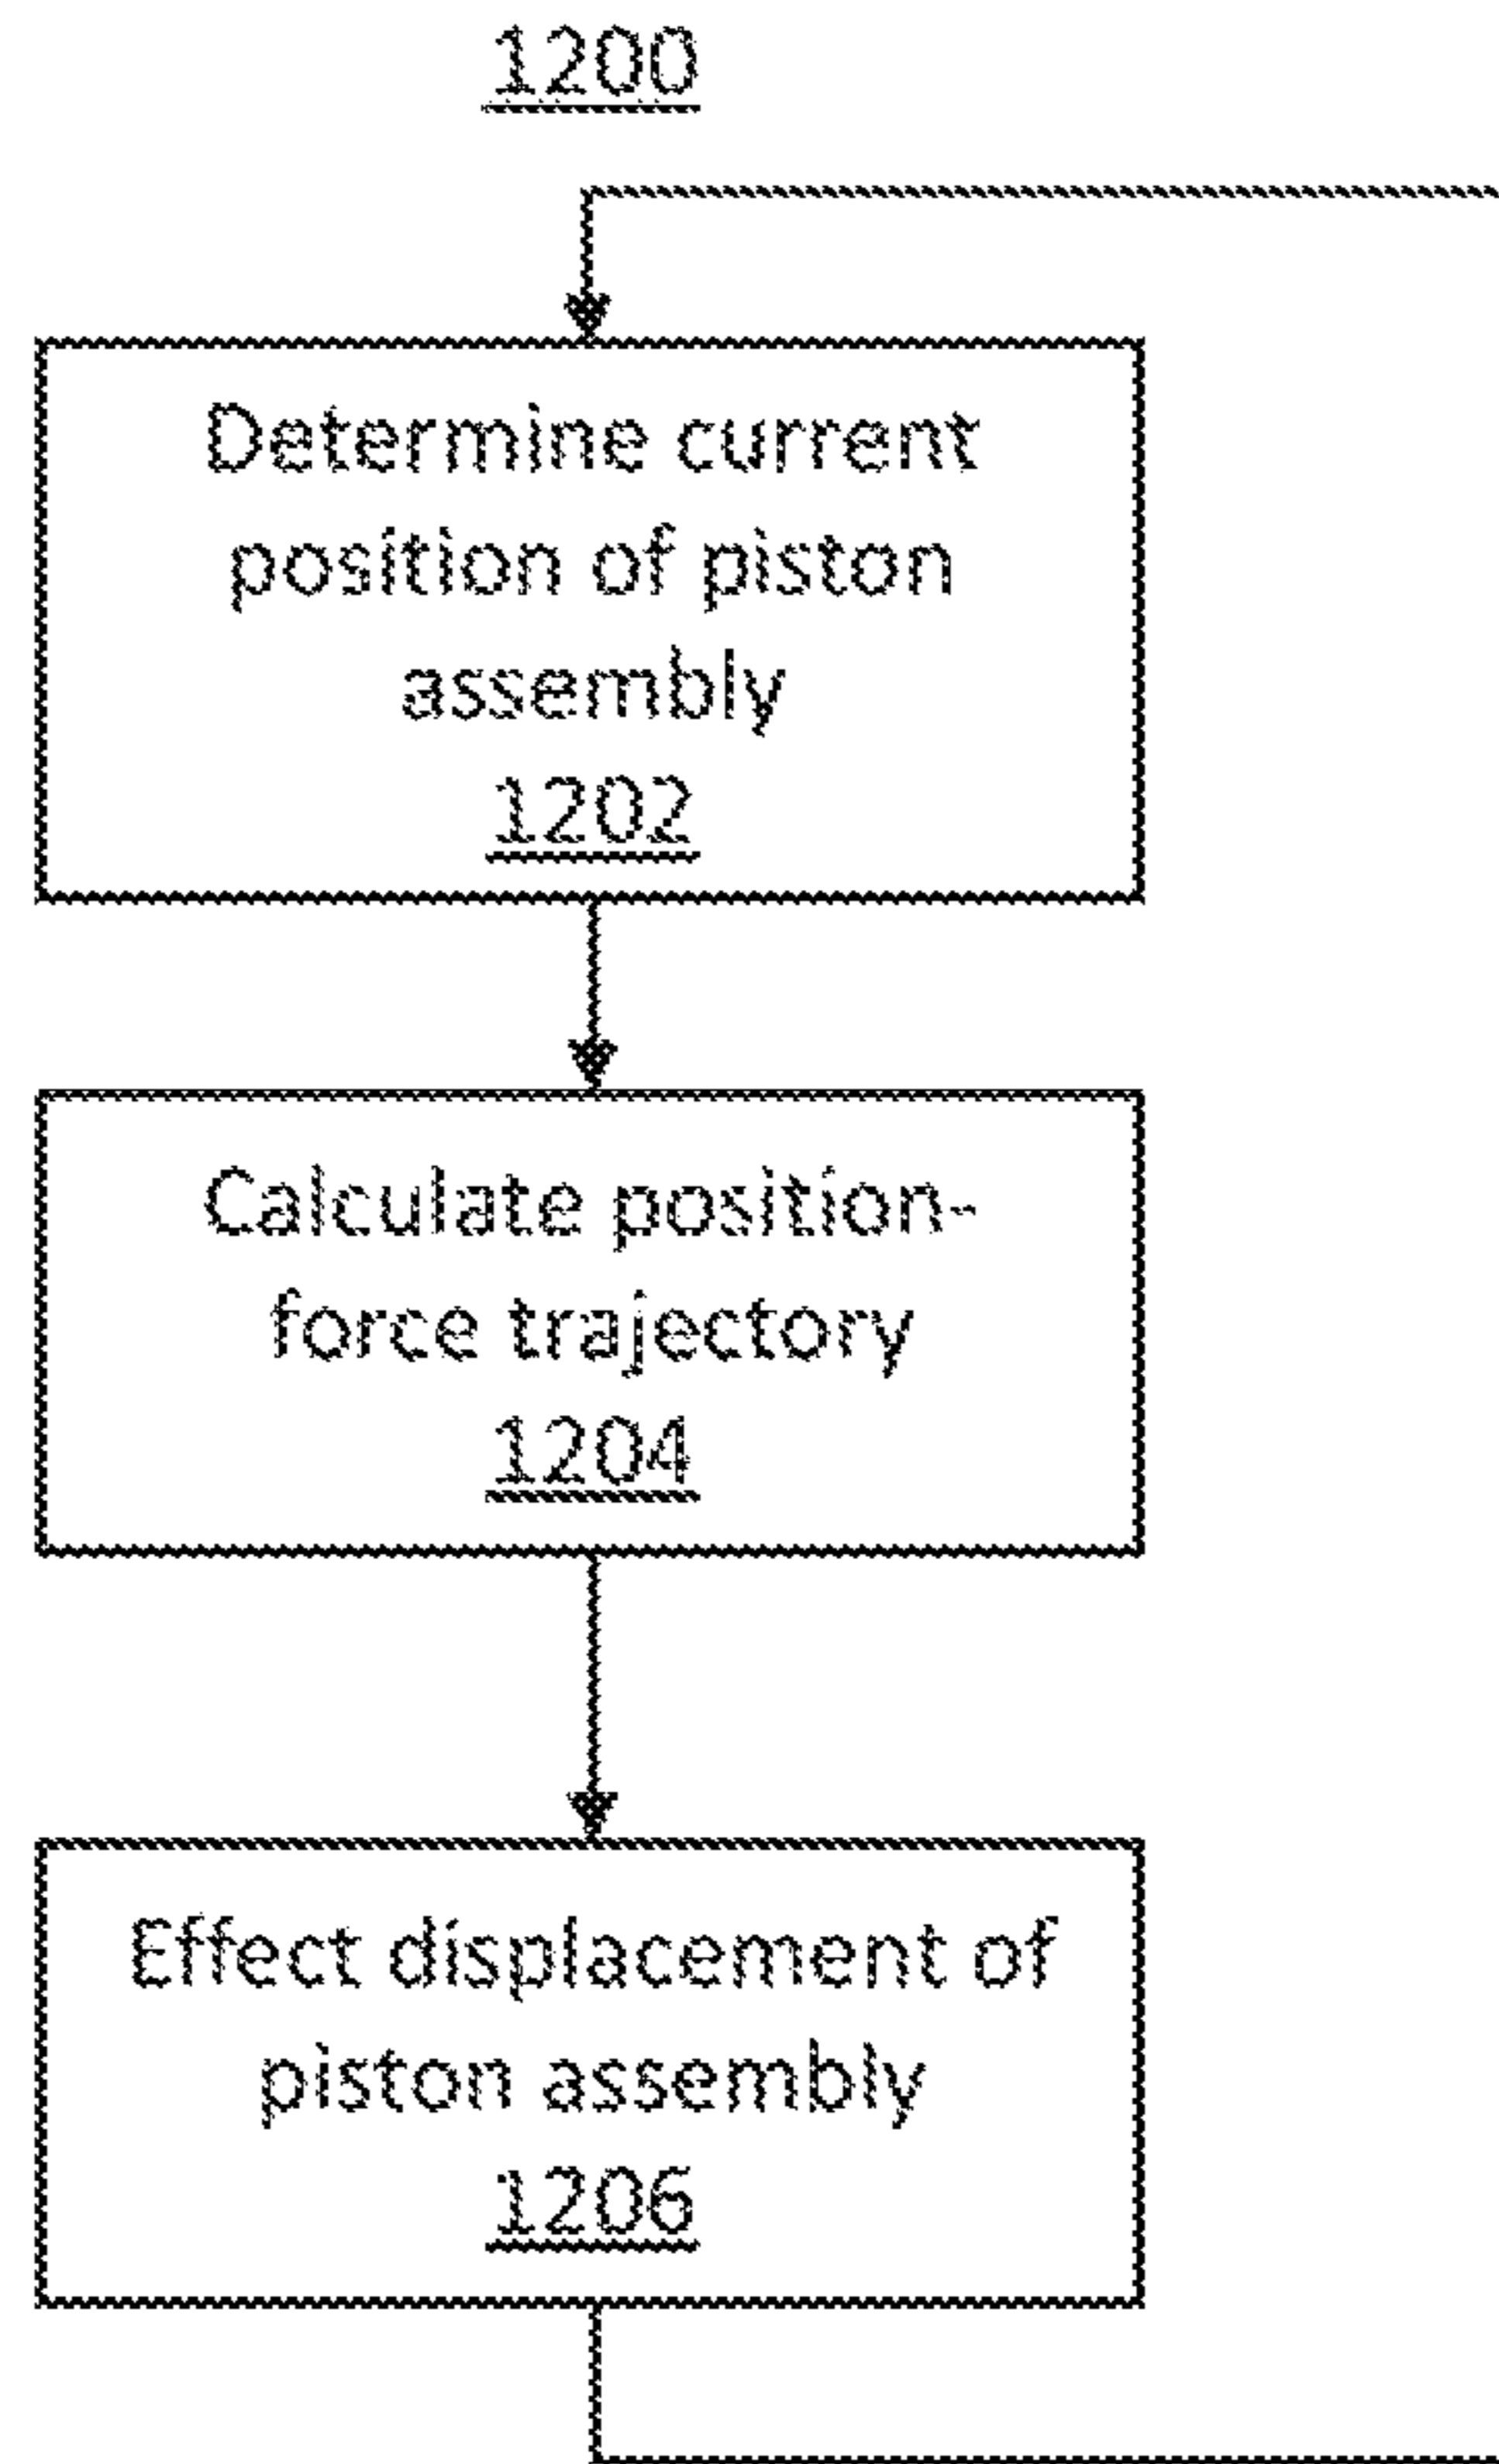 1200
Determine current
position of piston
assembly
1202
Calculate position-
force trajectory
1204
Effect displacement of
piston assembly
1206